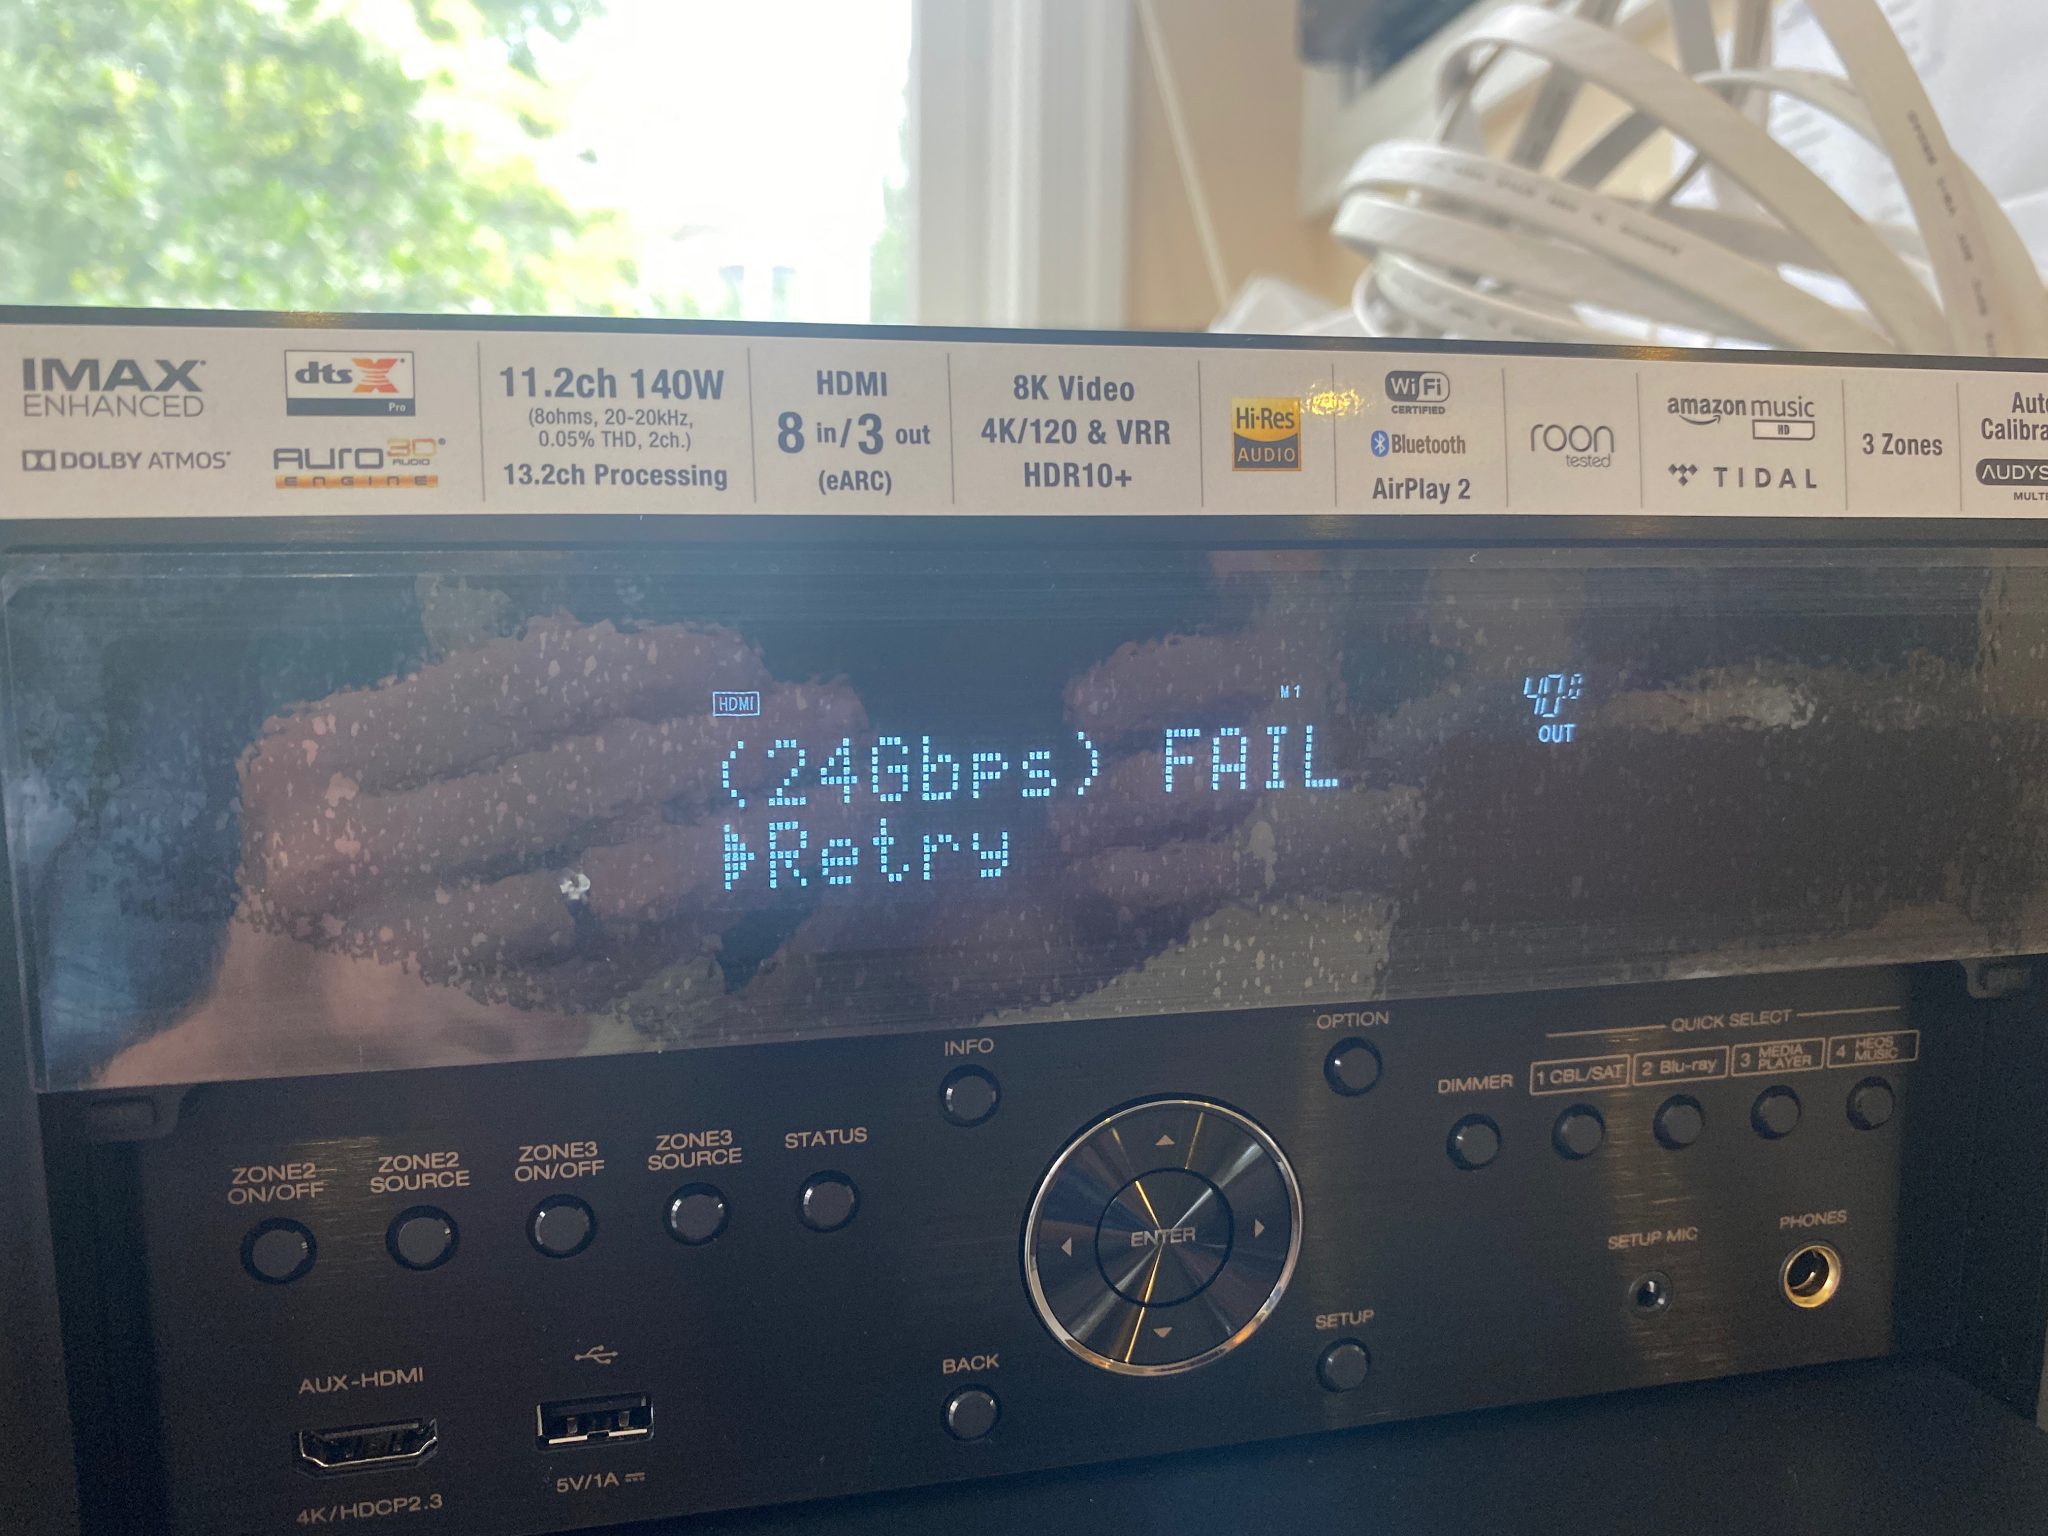 IMAX
ENHANCED
DOLBY ATMOS
dts X
Pro
AURO 3D
AUDIO
ENGINE
11.2ch 140W
(8ohms, 20-20kHz,
0.05% THD, 2ch.)
13.2ch Processing
HDMI
8 in/3 out
(eARC)
8K Video
4K/120 & VRR
HDR10+
Hi-Res
AUDIO
WiFi
CERTIFIED
Bluetooth
AirPlay 2
roon
tested
amazon music
HD
TIDAL
3 Zones
HDMI
M1
OUT
(24Gbps) FAIL
Retry
INFO
OPTION
QUICK SELECT
DIMMER
1 CBL/SAT
2 Blu-ray
3 MEDIA
PLAYER
4 HEOS
MUSIC
ZONE2
ON/OFF
ZONE2
SOURCE
ZONE3
ON/OFF
ZONE3
SOURCE
STATUS
ENTER
SETUP MIC
PHONES
BACK
SETUP
AUX-HDMI
4K/HDCP2.3
5V/1A